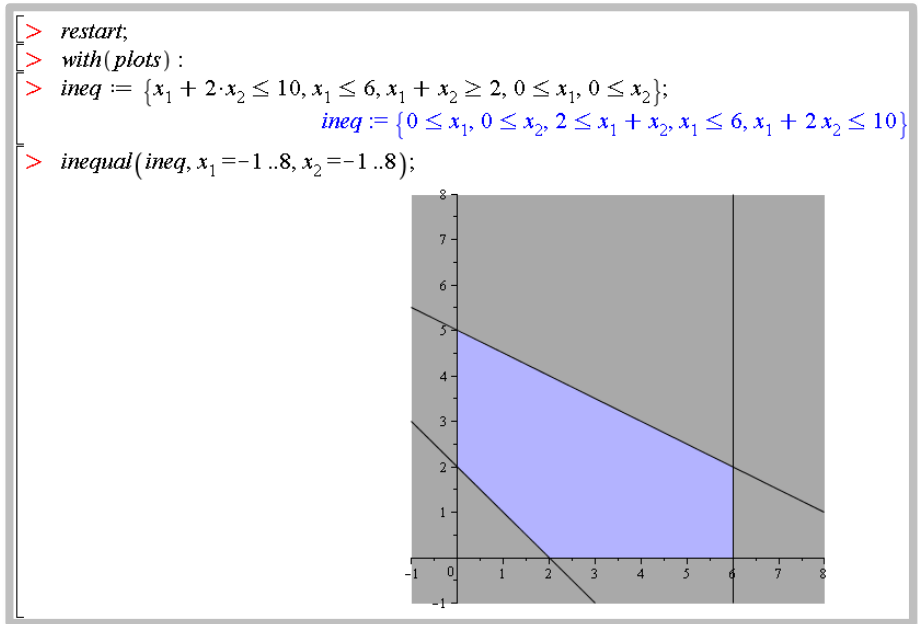 > restart;
> with(plots) :
> ineq := {x₁ + 2·x₂ ≤ 10, x₁ ≤ 6, x₁ + x₂ ≥ 2, 0 ≤ x₁, 0 ≤ x₂};
ineq := {0 ≤ x₁, 0 ≤ x₂, 2 ≤ x₁ + x₂, x₁ ≤ 6, x₁ + 2 x₂ ≤ 10}
> inequal(ineq, x₁ =−1 ..8, x₂ =−1 ..8);
8
7
6
5
4
3
2
1
−1 0 1 2 3 4 5 6 7 8
−1